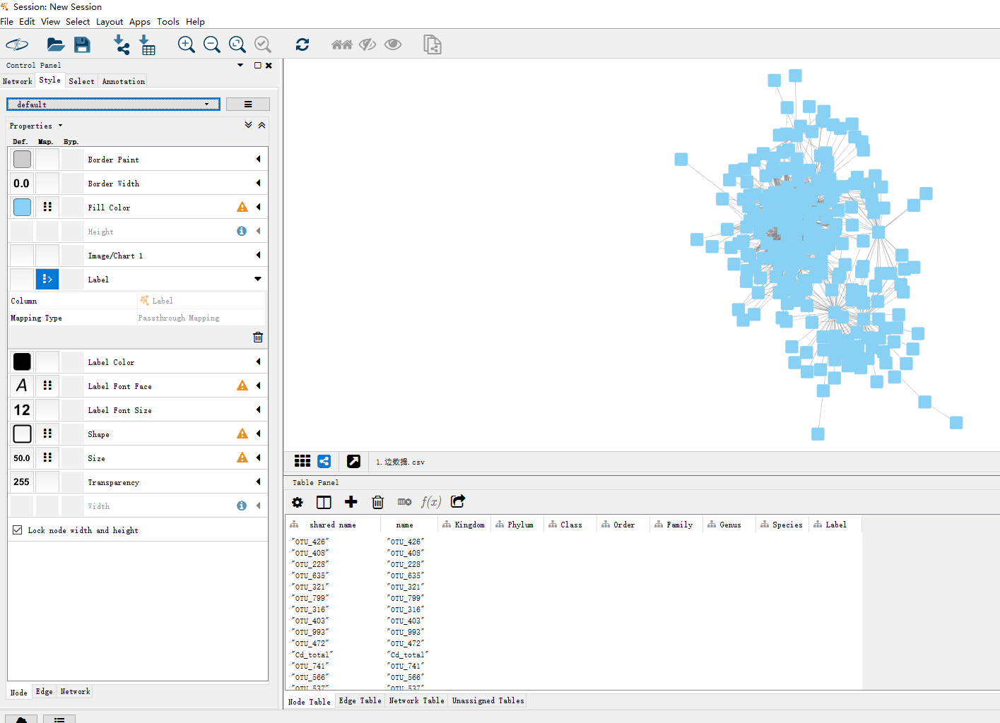 Session: New Session
File Edit View Select Layout Apps Tools Help
Control Panel
Network Style Select Annotation
default
Properties
Def. Map. Byp.
Border Paint
0.0 Border Width
Fill Color
Height
Image/Chart 1
Label
Column Label
Mapping Type Passthrough Mapping
Label Color
A Label Font Face
12 Label Font Size
Shape
50.0 Size
255 Transparency
Width
Lock node width and height
Node Edge Network
1.边数据.csv
Table Panel
f(x)
shared name name Kingdom Phylum Class Order Family Genus Species Label
"OTU_426" "OTU_426"
"OTU_408" "OTU_408"
"OTU_228" "OTU_228"
"OTU_635" "OTU_635"
"OTU_321" "OTU_321"
"OTU_799" "OTU_799"
"OTU_316" "OTU_316"
"OTU_403" "OTU_403"
"OTU_993" "OTU_993"
"OTU_472" "OTU_472"
"Cd_total" "Cd_total"
"OTU_741" "OTU_741"
"OTU_566" "OTU_566"
"OTU_537" "OTU_537"
Node Table Edge Table Network Table Unassigned Tables